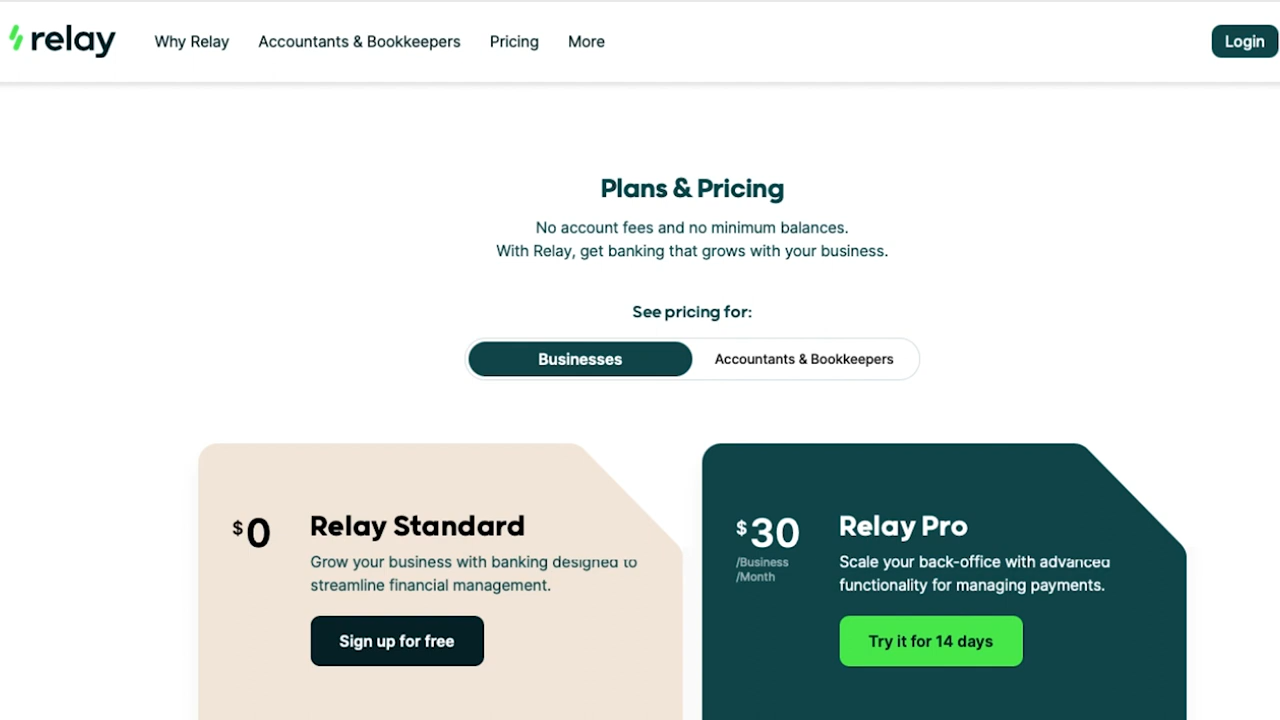 relay
Why Relay
Accountants & Bookkeepers
Pricing
More
Login
Plans & Pricing
No account fees and no minimum balances.
With Relay, get banking that grows with your business.
See pricing for:
Businesses
Accountants & Bookkeepers
$0
Relay Standard
Grow your business with banking designed to
streamline financial management.
Sign up for free
$30
/Business
/Month
Relay Pro
Scale your back-office with advanced
functionality for managing payments.
Try it for 14 days